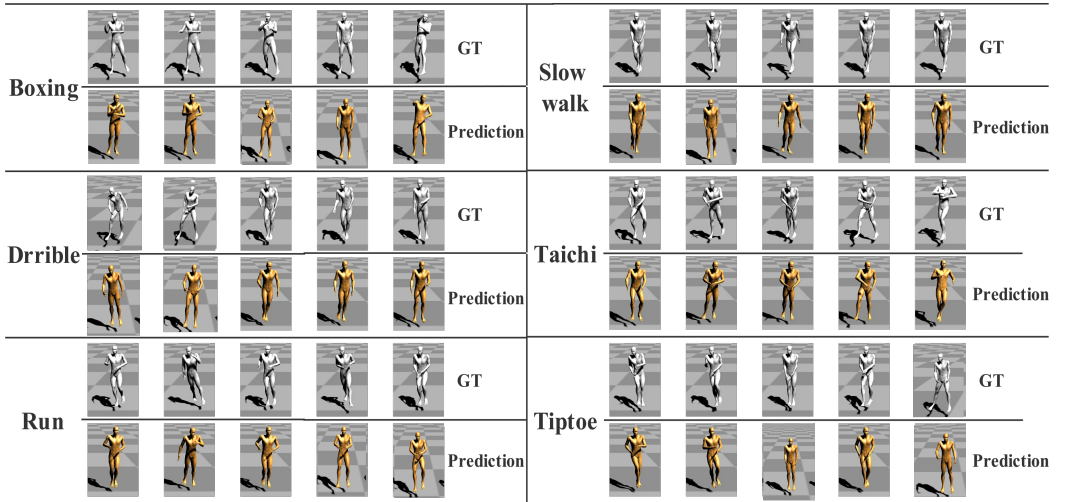 Boxing
GT
Prediction
Slow
walk
GT
Prediction
Drrible
GT
Prediction
Taichi
GT
Prediction
Run
GT
Prediction
Tiptoe
GT
Prediction